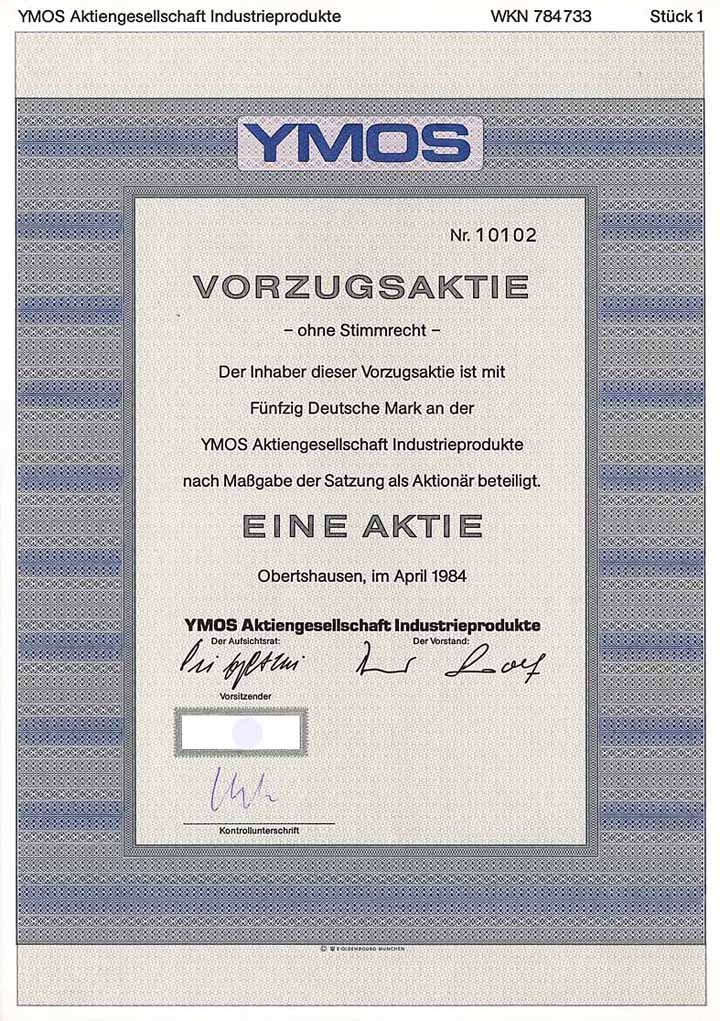 YMOS Aktiengesellschaft Industrieprodukte WKN 784733 Stück 1
YMOS
Nr. 10102
VORZUGSAKTIE
– ohne Stimmrecht –
Der Inhaber dieser Vorzugsaktie ist mit
Fünfzig Deutsche Mark an der
YMOS Aktiengesellschaft Industrieprodukte
nach Maßgabe der Satzung als Aktionär beteiligt.
EINE AKTIE
Obertshausen, im April 1984
YMOS Aktiengesellschaft Industrieprodukte
Der Aufsichtsrat: Der Vorstand:
Vorsitzender
Kontrollunterschrift
OLDENBOURG MÜNCHEN